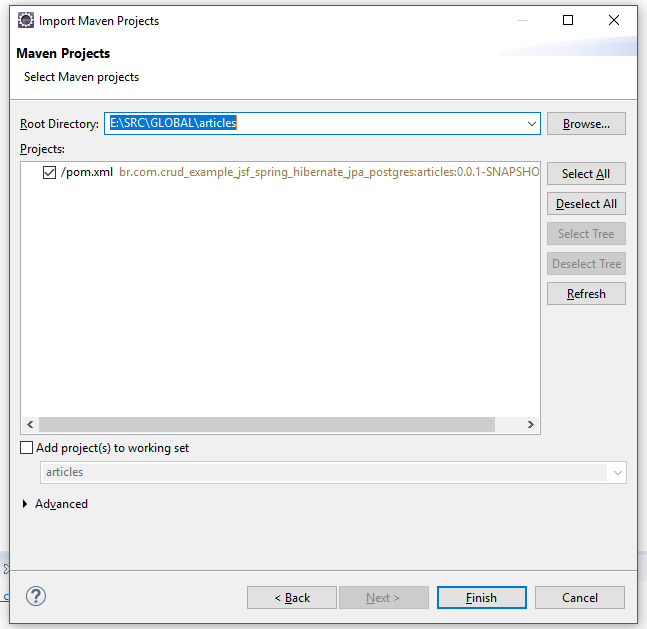 Import Maven Projects
Maven Projects
Select Maven projects
Root Directory: E:\SRC\GLOBAL\articles Browse...
Projects:
/pom.xml br.com.crud_example_jsf_spring_hibernate_jpa_postgres:articles:0.0.1-SNAPSHO
Select All
Deselect All
Select Tree
Deselect Tree
Refresh
Add project(s) to working set
articles
Advanced
? < Back Next > Finish Cancel